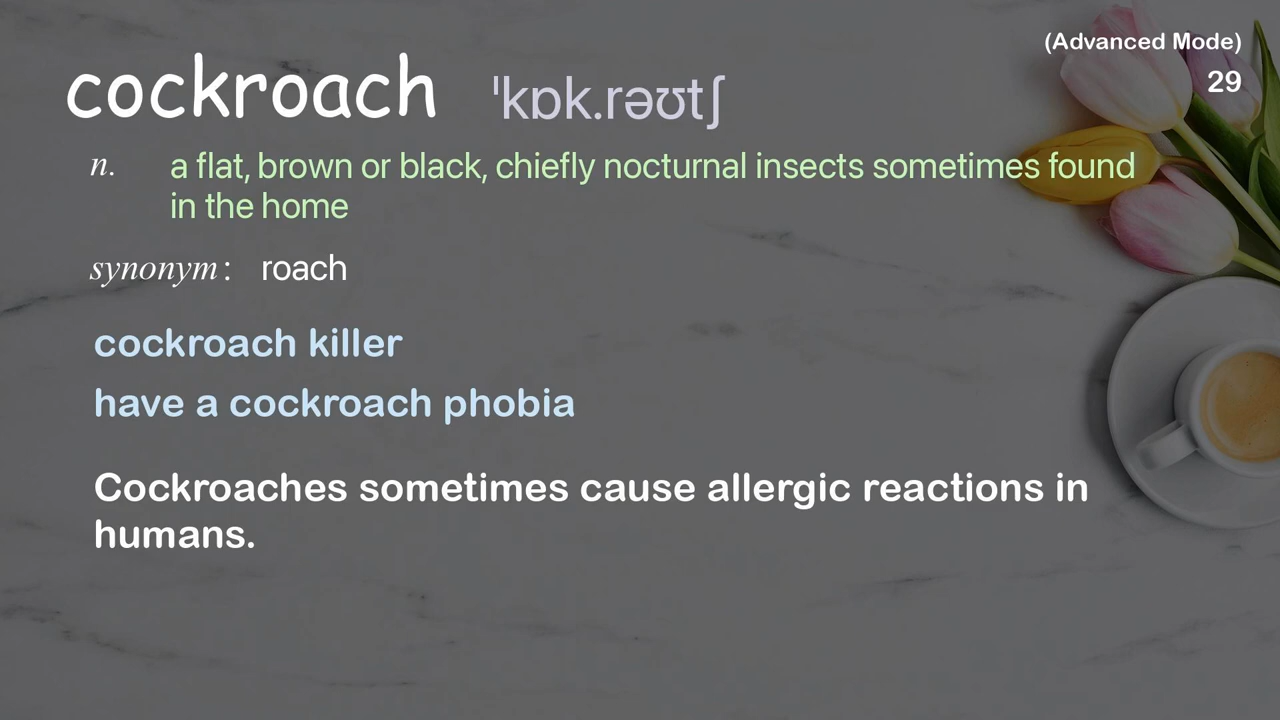 (Advanced Mode)
29
cockroach ˈkɒk.rəʊtʃ
n. a flat, brown or black, chiefly nocturnal insects sometimes found
in the home
synonym: roach
cockroach killer
have a cockroach phobia
Cockroaches sometimes cause allergic reactions in
humans.